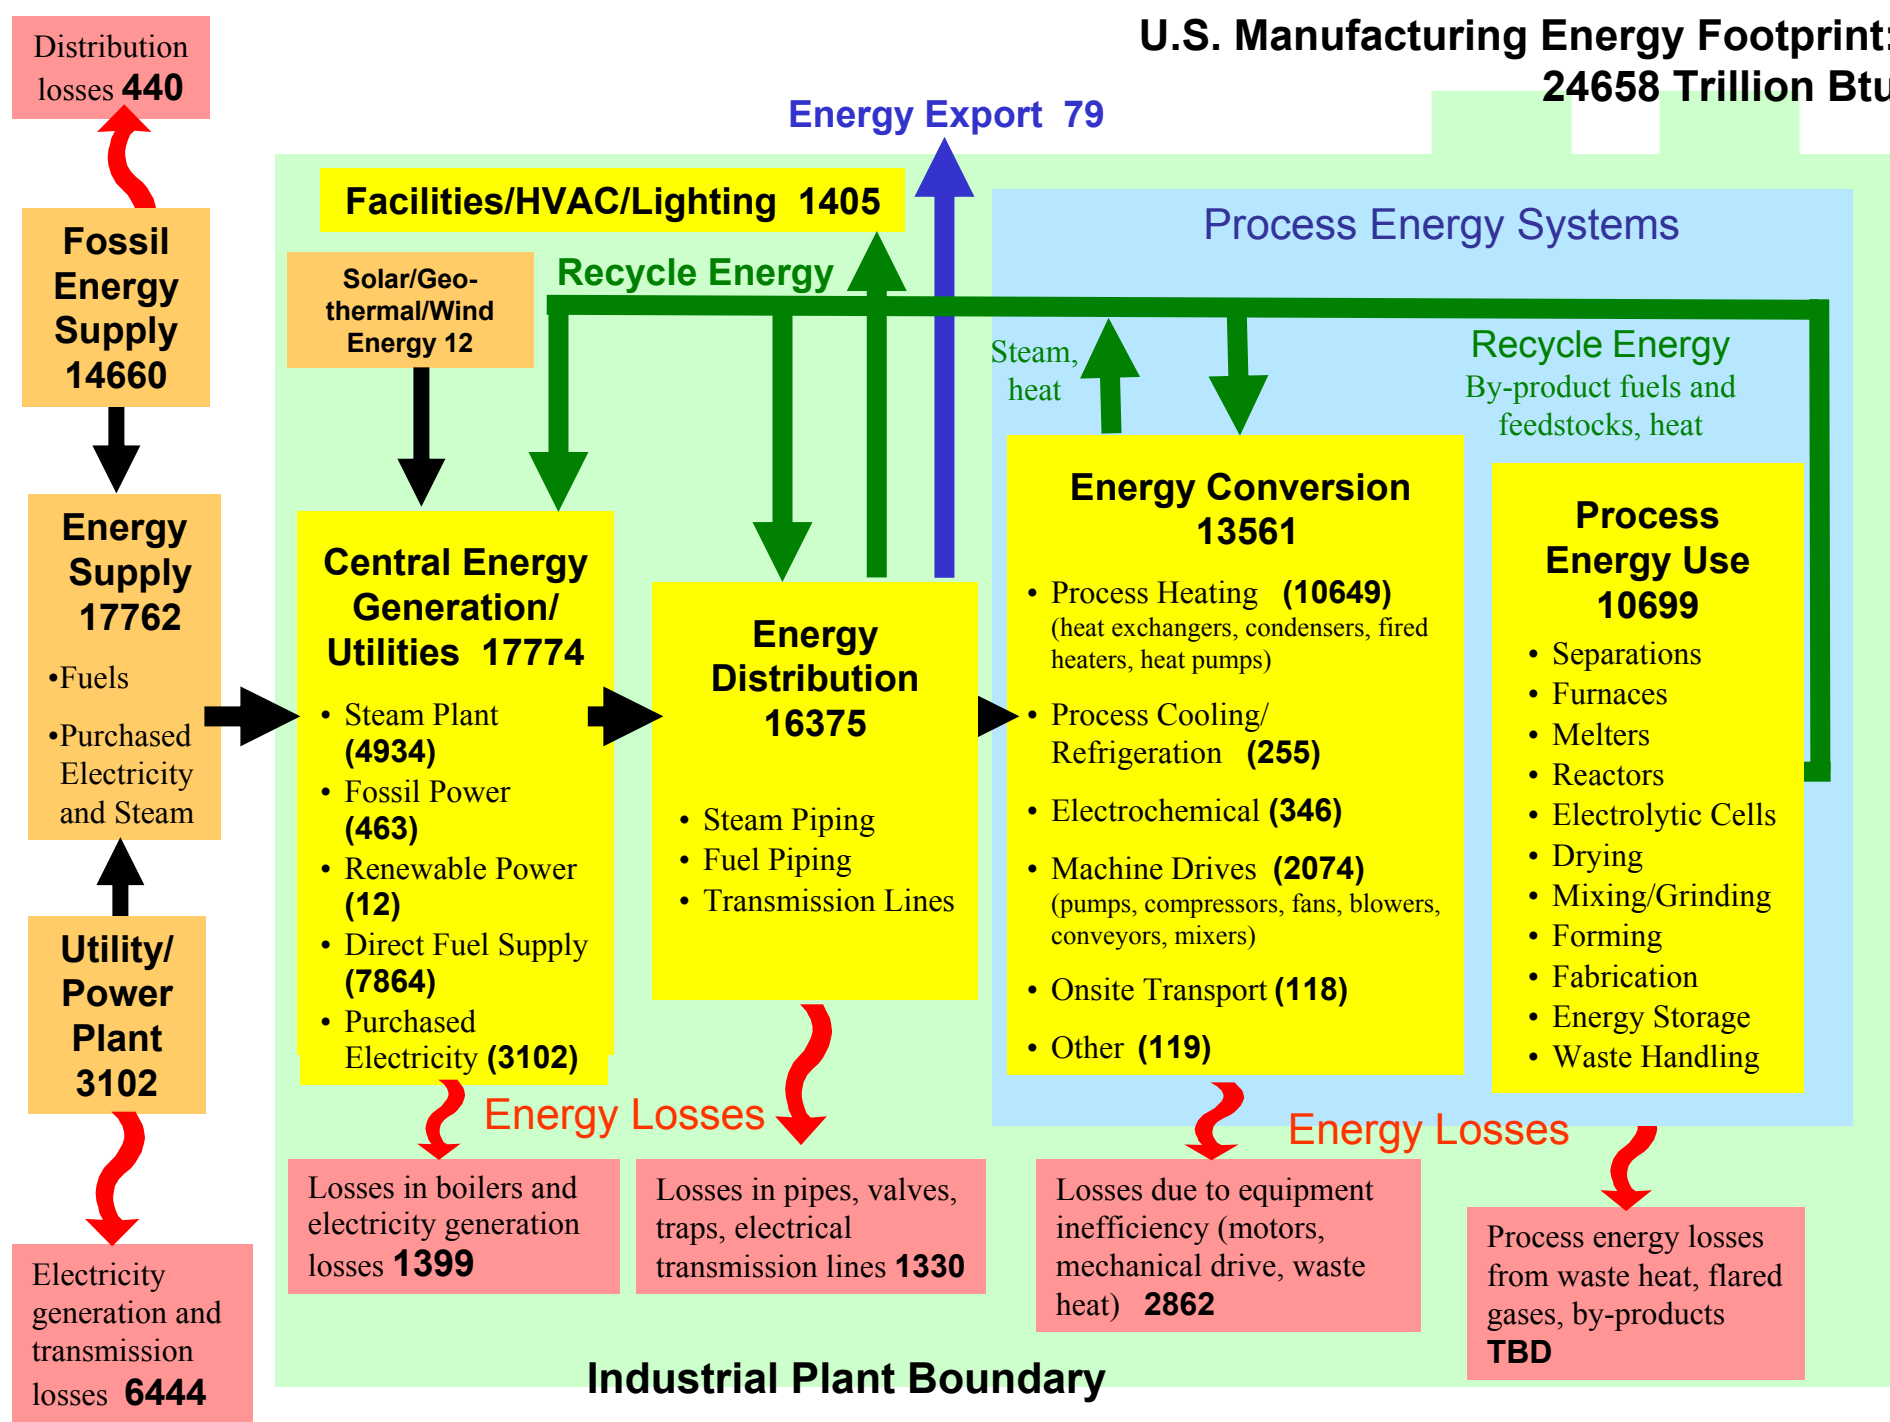 U.S. Manufacturing Energy Footprint:
24658 Trillion Btu
Distribution
losses 440
Energy Export 79
Facilities/HVAC/Lighting 1405
Process Energy Systems
Fossil
Energy
Supply
14660
Solar/Geo-
thermal/Wind
Energy 12
Recycle Energy
Steam,
heat
Recycle Energy
By-product fuels and
feedstocks, heat
Energy
Supply
17762
•Fuels
•Purchased
Electricity
and Steam
Utility/
Power
Plant
3102
Central Energy
Generation/
Utilities 17774
• Steam Plant
(4934)
• Fossil Power
(463)
• Renewable Power
(12)
• Direct Fuel Supply
(7864)
• Purchased
Electricity (3102)
Energy
Distribution
16375
• Steam Piping
• Fuel Piping
• Transmission Lines
Energy Conversion
13561
• Process Heating (10649)
(heat exchangers, condensers, fired
heaters, heat pumps)
• Process Cooling/
Refrigeration (255)
• Electrochemical (346)
• Machine Drives (2074)
(pumps, compressors, fans, blowers,
conveyors, mixers)
• Onsite Transport (118)
• Other (119)
Process
Energy Use
10699
• Separations
• Furnaces
• Melters
• Reactors
• Electrolytic Cells
• Drying
• Mixing/Grinding
• Forming
• Fabrication
• Energy Storage
• Waste Handling
Energy Losses
Energy Losses
Electricity
generation and
transmission
losses 6444
Losses in boilers and
electricity generation
losses 1399
Losses in pipes, valves,
traps, electrical
transmission lines 1330
Losses due to equipment
inefficiency (motors,
mechanical drive, waste
heat) 2862
Process energy losses
from waste heat, flared
gases, by-products
TBD
Industrial Plant Boundary